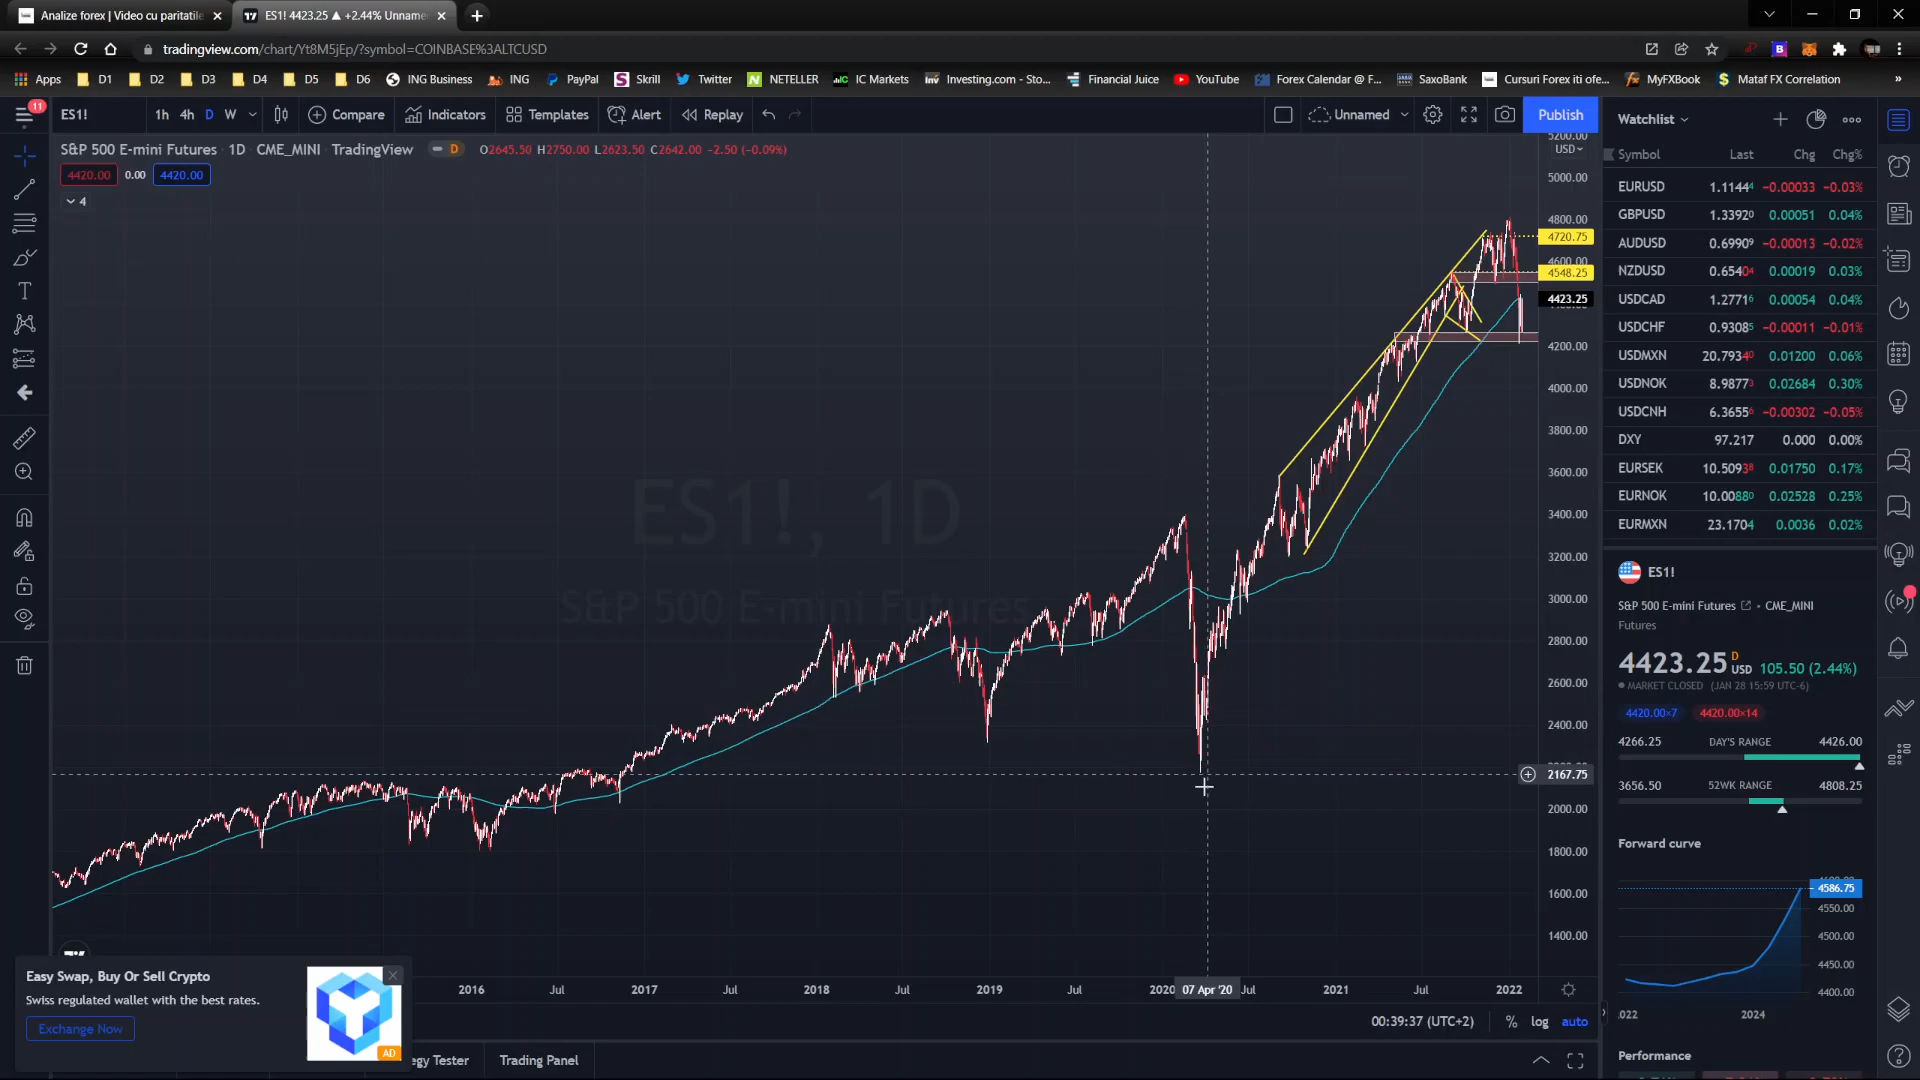 Analize forex | Video cu paritatile
ES1! 4423.25 ▲ +2.44% Unname
tradingview.com/chart/Yt8M5jEp/?symbol=COINBASE%3ALTCUSD
Apps D1 D2 D3 D4 D5 D6 ING Business ING PayPal Skrill Twitter NETELLER IC Markets Investing.com - Sto... Financial Juice YouTube Forex Calendar @ F... SaxoBank Cursuri Forex iti ofe... MyFXBook Mataf FX Correlation »
11
ES1! 1h 4h D W Compare Indicators Templates Alert Replay Unnamed Publish
S&P 500 E-mini Futures · 1D · CME_MINI · TradingView D O2645.50 H2750.00 L2623.50 C2642.00 -2.50 (-0.09%)
4420.00 0.00 4420.00
4
ES1!, 1D
S&P 500 E-mini Futures
5200.00
USD
5000.00
4800.00
4720.75
4600.00
4548.25
4423.25
4200.00
4000.00
3800.00
3600.00
3400.00
3200.00
3000.00
2800.00
2600.00
2400.00
2167.75
2000.00
1800.00
1600.00
1400.00
2016 Jul 2017 Jul 2018 Jul 2019 Jul 2020 07 Apr '20 Jul 2021 Jul 2022
00:39:37 (UTC+2) % log auto
Easy Swap, Buy Or Sell Crypto
Swiss regulated wallet with the best rates.
Exchange Now
AD
egy Tester Trading Panel
Watchlist
Symbol Last Chg Chg%
EURUSD 1.11444 -0.00033 -0.03%
GBPUSD 1.33920 0.00051 0.04%
AUDUSD 0.69909 -0.00013 -0.02%
NZDUSD 0.65404 0.00019 0.03%
USDCAD 1.27716 0.00054 0.04%
USDCHF 0.93085 -0.00011 -0.01%
USDMXN 20.79340 0.01200 0.06%
USDNOK 8.98773 0.02684 0.30%
USDCNH 6.36556 -0.00302 -0.05%
DXY 97.217 0.000 0.00%
EURSEK 10.50938 0.01750 0.17%
EURNOK 10.00880 0.02528 0.25%
EURMXN 23.1704 0.0036 0.02%
ES1!
S&P 500 E-mini Futures • CME_MINI
Futures
4423.25 D USD 105.50 (2.44%)
MARKET CLOSED (JAN 28 15:59 UTC-6)
4420.00×7 4420.00×14
4266.25 DAY'S RANGE 4426.00
3656.50 52WK RANGE 4808.25
Forward curve
4586.75
4550.00
4500.00
4450.00
4400.00
2022 2024
Performance